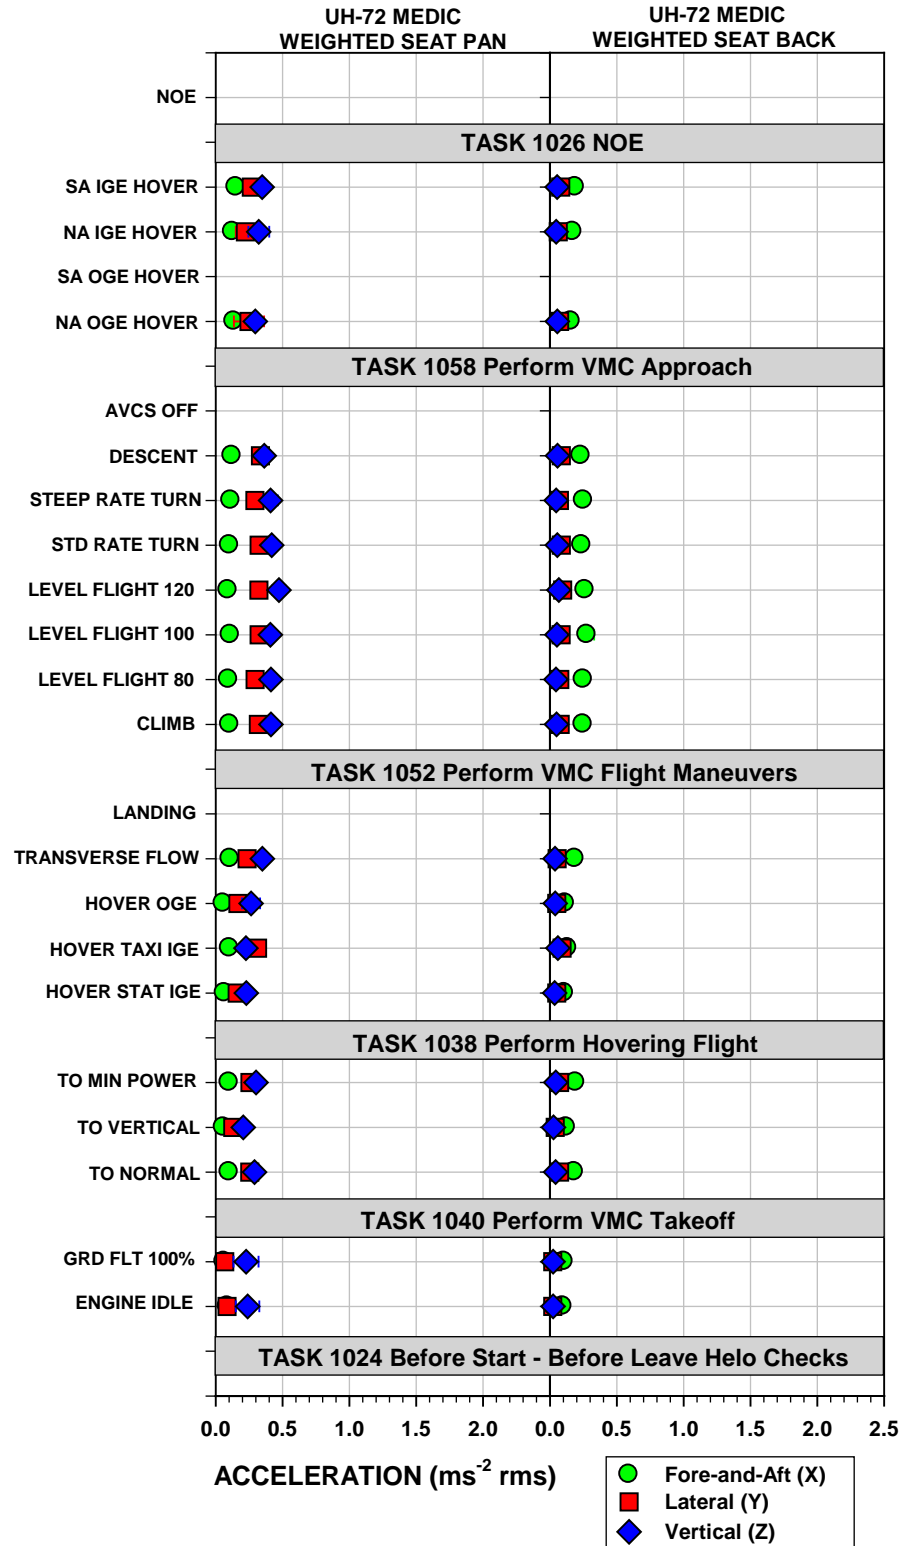 UH-72 MEDIC
WEIGHTED SEAT PAN
UH-72 MEDIC
WEIGHTED SEAT BACK
NOE
TASK 1026 NOE
SA IGE HOVER
NA IGE HOVER
SA OGE HOVER
NA OGE HOVER
TASK 1058 Perform VMC Approach
AVCS OFF
DESCENT
STEEP RATE TURN
STD RATE TURN
LEVEL FLIGHT 120
LEVEL FLIGHT 100
LEVEL FLIGHT 80
CLIMB
TASK 1052 Perform VMC Flight Maneuvers
LANDING
TRANSVERSE FLOW
HOVER OGE
HOVER TAXI IGE
HOVER STAT IGE
TASK 1038 Perform Hovering Flight
TO MIN POWER
TO VERTICAL
TO NORMAL
TASK 1040 Perform VMC Takeoff
GRD FLT 100%
ENGINE IDLE
TASK 1024 Before Start - Before Leave Helo Checks
0.0 0.5 1.0 1.5 2.0 0.0 0.5 1.0 1.5 2.0 2.5
ACCELERATION (ms⁻² rms)
Fore-and-Aft (X)
Lateral (Y)
Vertical (Z)